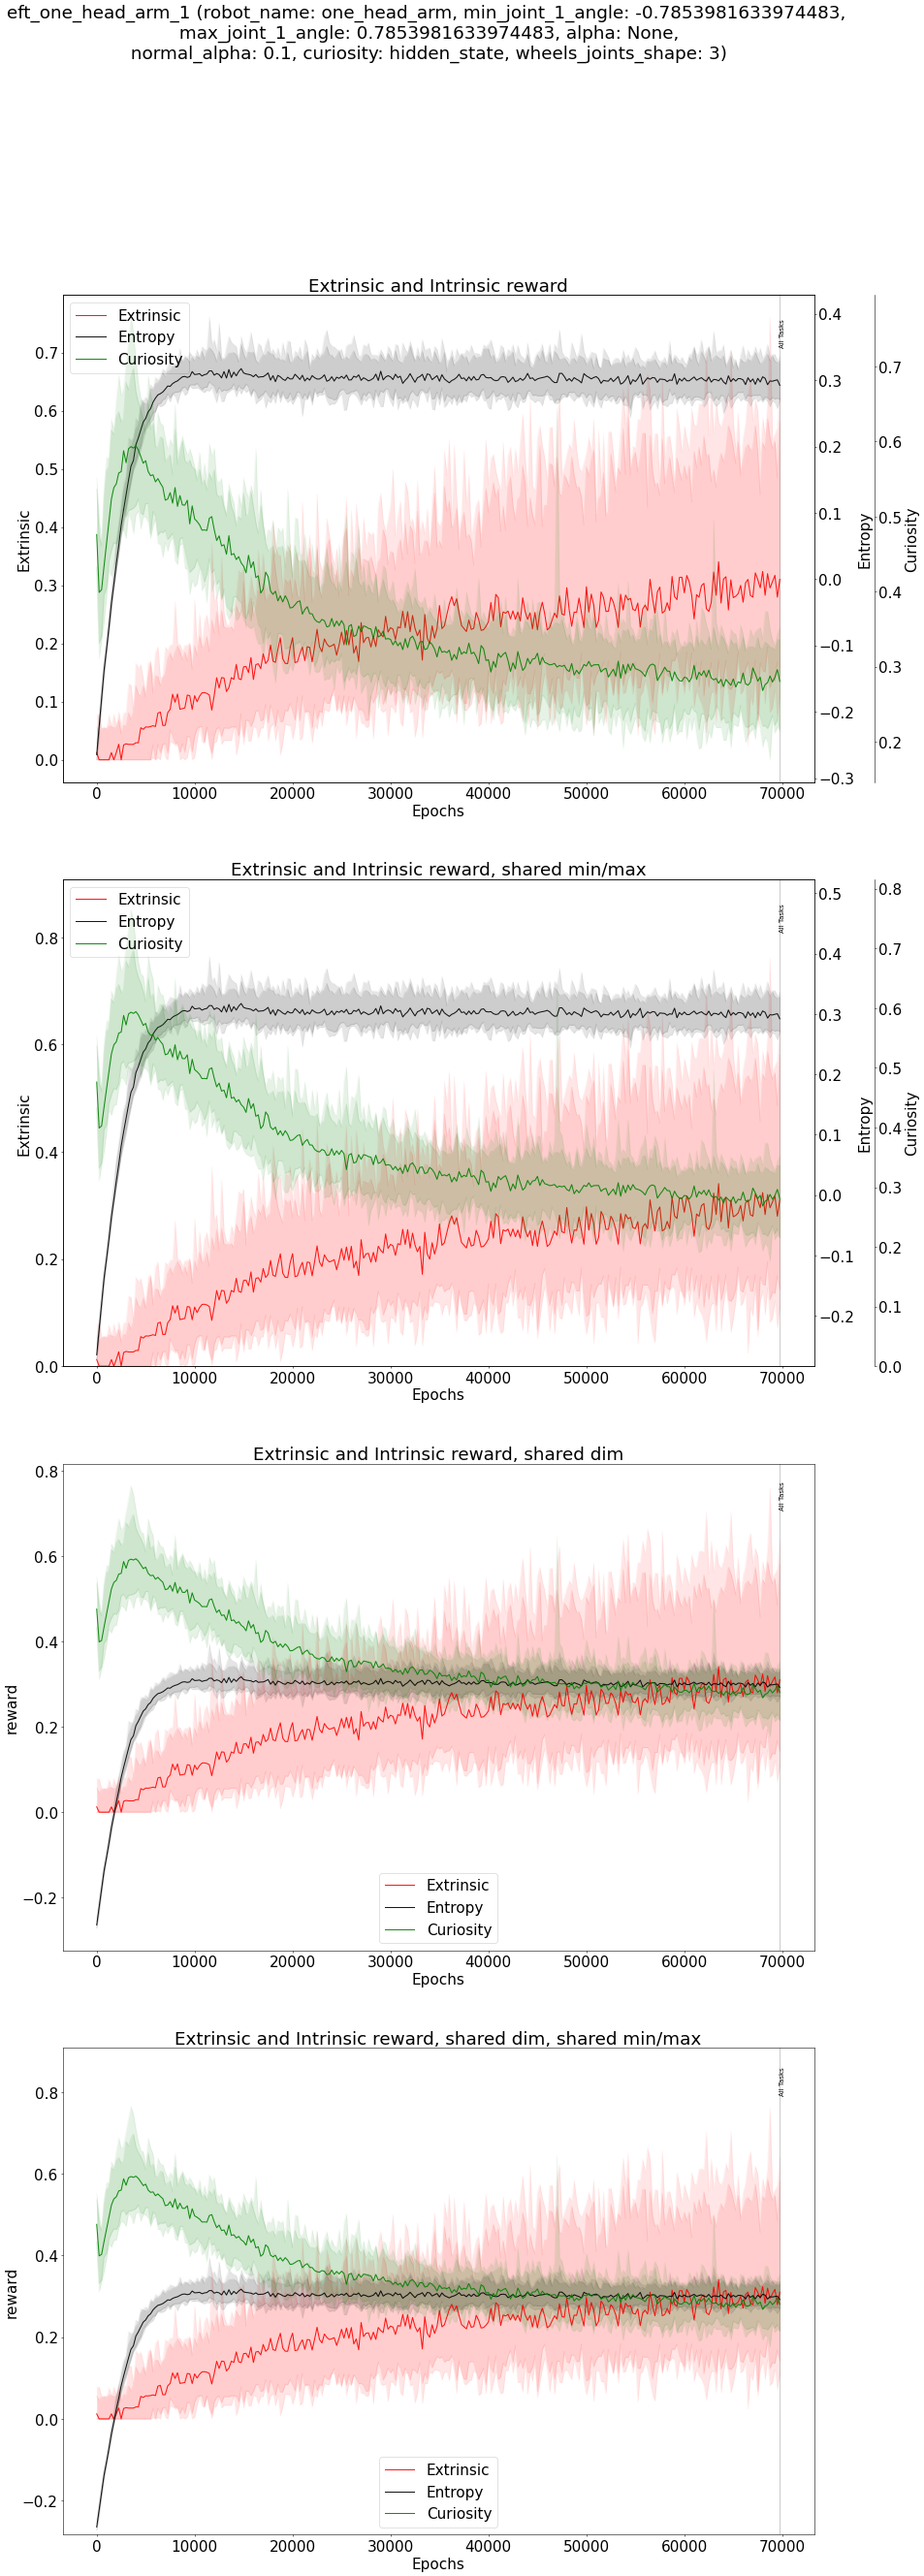 eft_one_head_arm_1 (robot_name: one_head_arm, min_joint_1_angle: -0.7853981633974483,
max_joint_1_angle: 0.7853981633974483, alpha: None,
normal_alpha: 0.1, curiosity: hidden_state, wheels_joints_shape: 3)
Extrinsic and Intrinsic reward
Extrinsic
Entropy
Curiosity
All Tasks
0.7
0.6
0.5
0.4
0.3
0.2
0.1
0.0
Extrinsic
0.4
0.3
0.2
0.1
0.0
−0.1
−0.2
−0.3
Entropy
0.7
0.6
0.5
0.4
0.3
0.2
Curiosity
0 10000 20000 30000 40000 50000 60000 70000
Epochs
Extrinsic and Intrinsic reward, shared min/max
Extrinsic
Entropy
Curiosity
All Tasks
0.8
0.6
0.4
0.2
0.0
Extrinsic
0.5
0.4
0.3
0.2
0.1
0.0
−0.1
−0.2
Entropy
0.8
0.7
0.6
0.5
0.4
0.3
0.2
0.1
0.0
Curiosity
0 10000 20000 30000 40000 50000 60000 70000
Epochs
Extrinsic and Intrinsic reward, shared dim
All Tasks
0.8
0.6
0.4
0.2
0.0
−0.2
reward
Extrinsic
Entropy
Curiosity
0 10000 20000 30000 40000 50000 60000 70000
Epochs
Extrinsic and Intrinsic reward, shared dim, shared min/max
All Tasks
0.8
0.6
0.4
0.2
0.0
−0.2
reward
Extrinsic
Entropy
Curiosity
0 10000 20000 30000 40000 50000 60000 70000
Epochs